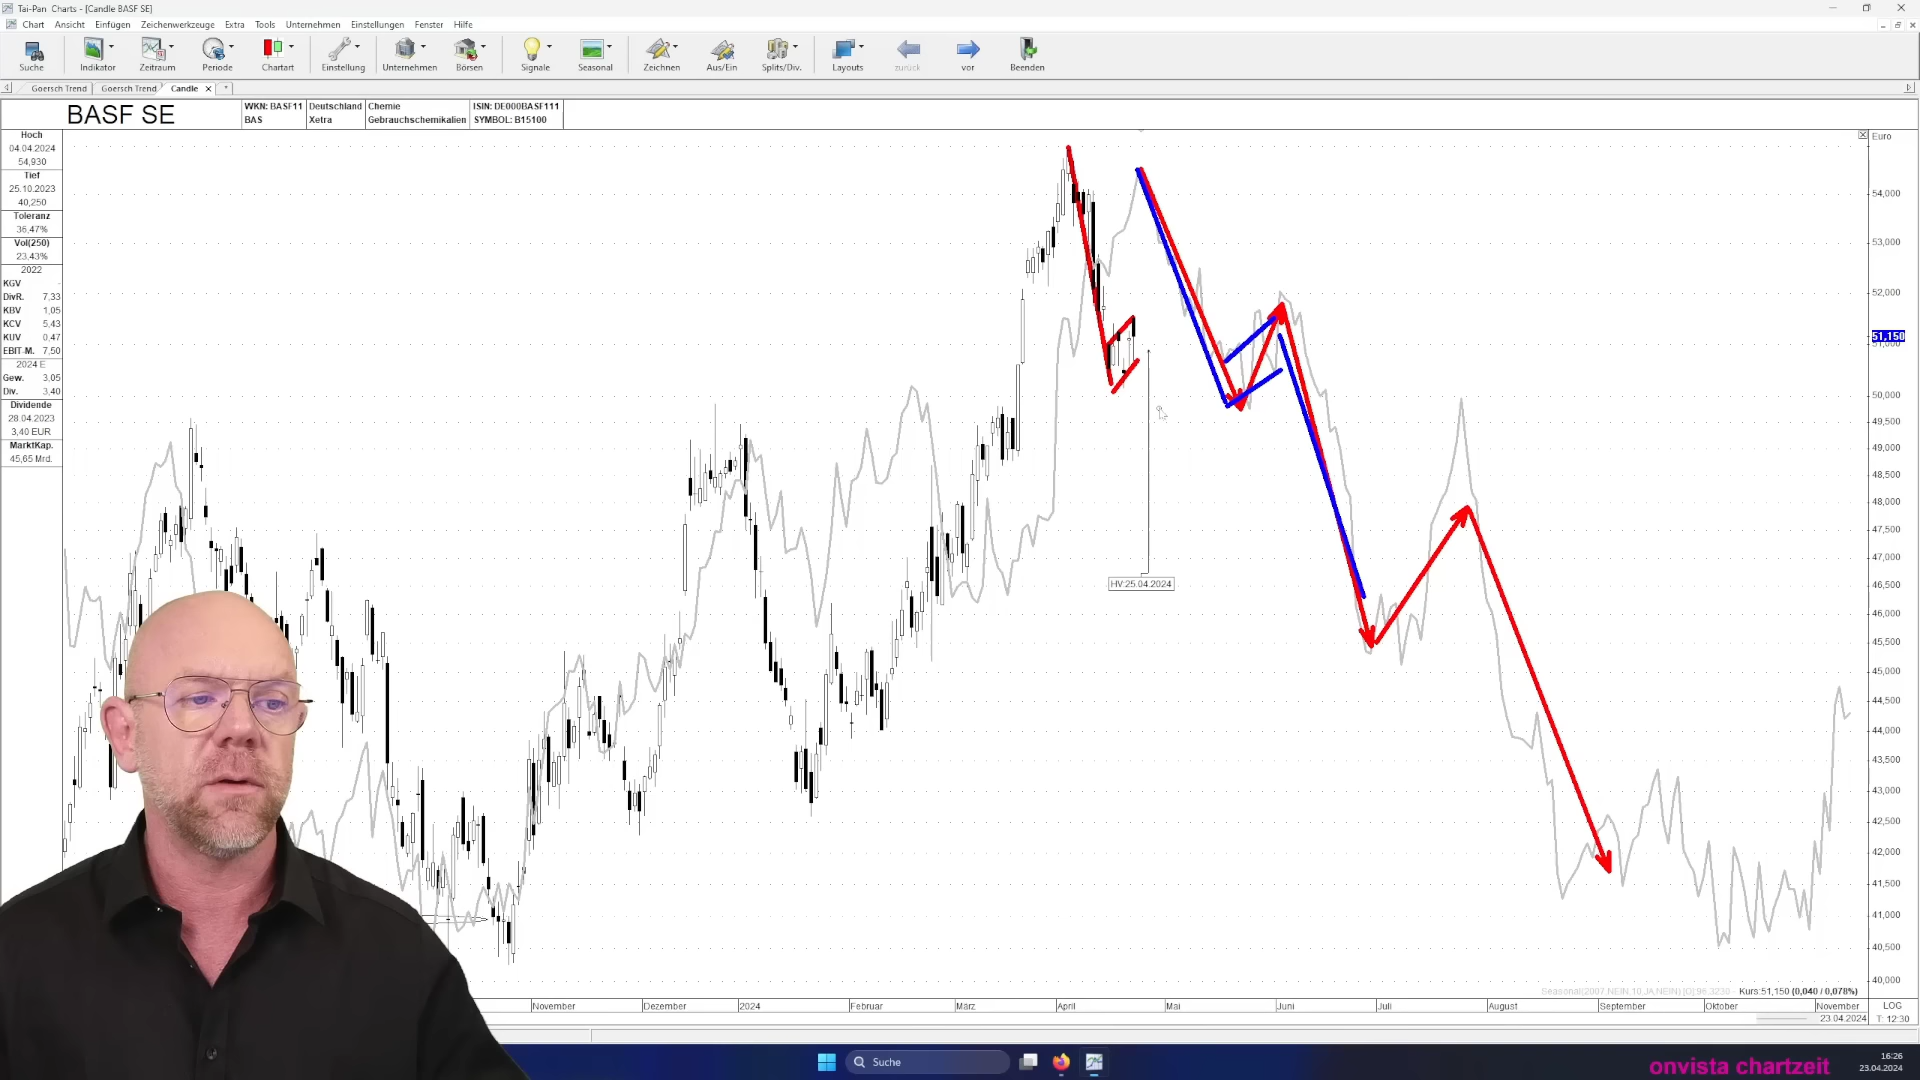 Tai-Pan Charts - [Candle BASF SE]
Chart Ansicht Einfügen Zeichenwerkzeuge Extra Tools Unternehmen Einstellungen Fenster Hilfe
Suche Indikator Zeitraum Periode Chartart Einstellung Unternehmen Börsen Signale Seasonal Zeichnen Aus/Ein Splits/Div. Layouts zurück vor Beenden
Goersch Trend Goersch Trend Candle
BASF SE
WKN: BASF11 Deutschland Chemie ISIN: DE000BASF111
BAS Xetra Gebrauchschemikalien SYMBOL: B15100
Hoch
04.04.2024
54,930
Tief
25.10.2023
40,250
Toleranz
36,47%
Vol(250)
23,43%
2022
KGV -
DivR. 7,33
KBV 1,05
KCV 5,43
KUV 0,47
EBIT-M. 7,50
2024 E
Gew. 3,05
Div. 3,40
Dividende
28.04.2023
3,40 EUR
MarktKap.
45,65 Mrd.
Euro
54,000
53,000
52,000
51,150
51,000
50,000
49,500
49,000
48,500
48,000
47,500
47,000
46,500
46,000
45,500
45,000
44,500
44,000
43,500
43,000
42,500
42,000
41,500
41,000
40,500
40,000
HV:25.04.2024
Seasonal(2007,NEIN,10,JA,NEIN) Kurs:51,150 (0,040 / 0,078%)
November Dezember 2024 Februar März April Mai Juni Juli August September Oktober November LOG
23.04.2024 T: 12:30
Suche
onvista chartzeit
16:26
23.04.2024